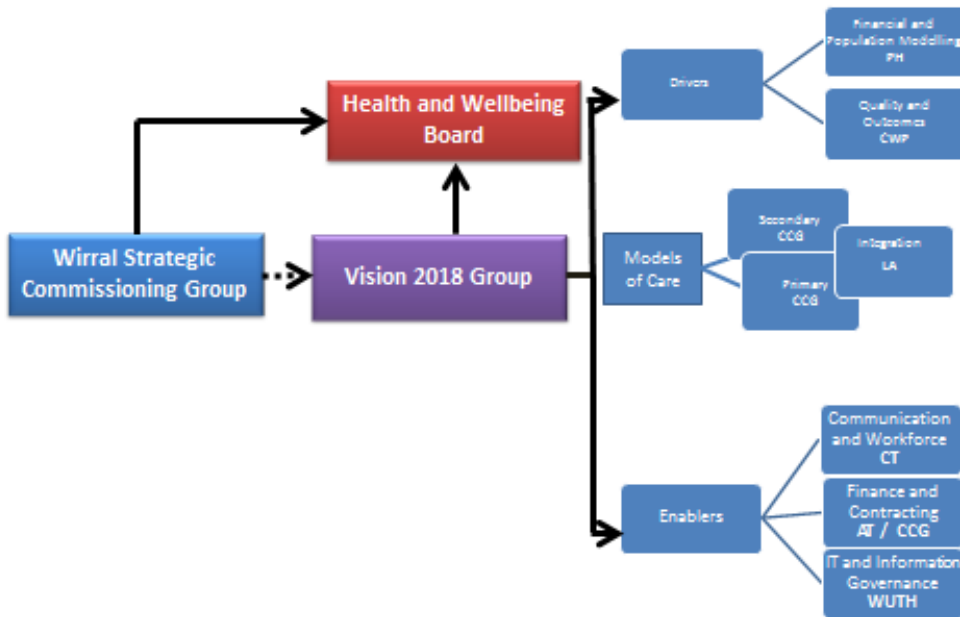 Health and Wellbeing
Board
Wirral Strategic
Commissioning Group
Vision 2018 Group
Drivers
Financial and
Population Modelling
PH
Quality and
Outcomes
CWP
Models
of Care
Secondary
CCG
Integration
LA
Primary
CCG
Enablers
Communication
and Workforce
CT
Finance and
Contracting
AT / CCG
IT and Information
Governance
WUTH